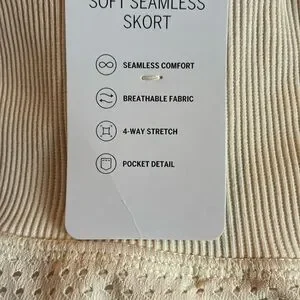 SOFT SEAMLESS
SKORT
SEAMLESS COMFORT
BREATHABLE FABRIC
4-WAY STRETCH
POCKET DETAIL